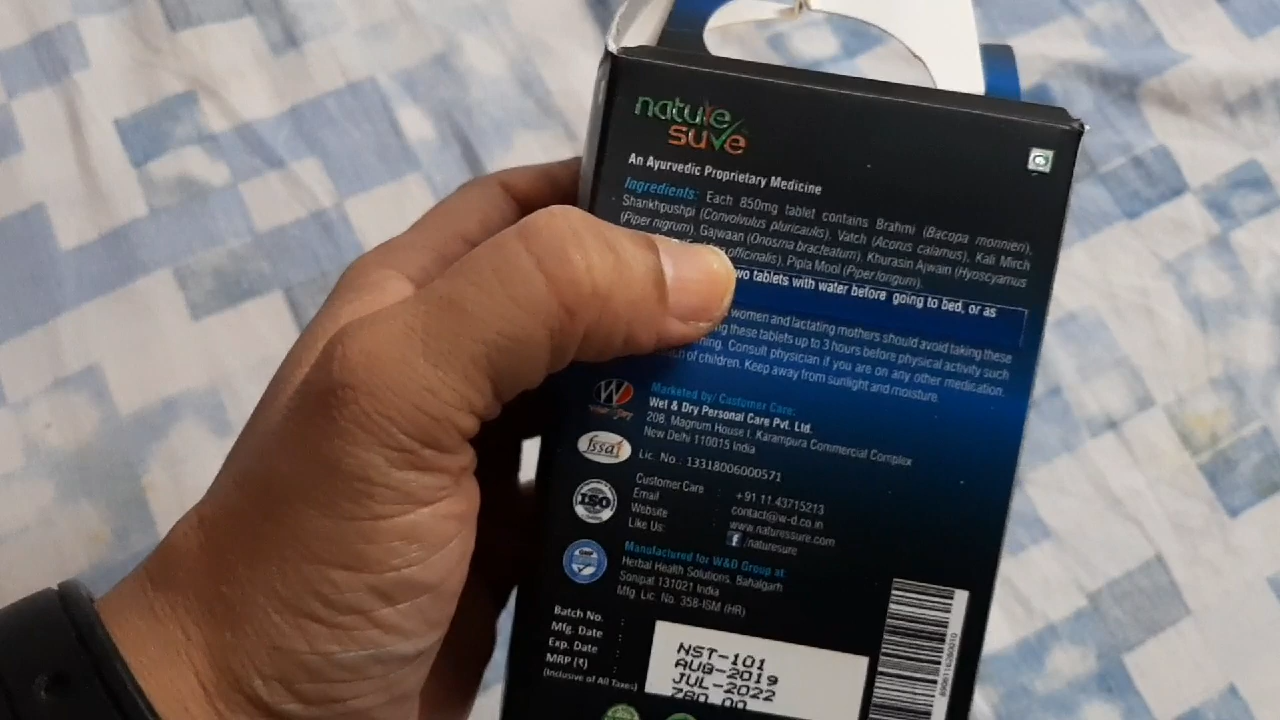 nature
sure
An Ayurvedic Proprietary Medicine
Ingredients: Each 850mg tablet contains Brahmi (Bacopa monnieri),
Shankhpushpi (Convolvulus pluricaulis), Vatch (Acorus calamus), Kali Mirch
(Piper nigrum), Gajwaan (Onosma bracteatum), Khurasin Ajwain (Hyoscyamus
officinalis), Pipla Mool (Piper longum).
two tablets with water before going to bed, or as
women and lactating mothers should avoid taking these
these tablets up to 3 hours before physical activity such
Consult physician if you are on any other medication.
of children. Keep away from sunlight and moisture.
Marketed by/ Customer Care:
Wet & Dry Personal Care Pvt. Ltd.
208, Magnum House I, Karampura Commercial Complex
New Delhi 110015 India
fssai
Lic. No.: 13318006000571
Customer Care : +91 11 43715213
Email : contact@w-d.co.in
Website : www.naturessure.com
Like Us: f /naturesure
ISO
Manufactured for W&D Group at:
Herbal Health Solutions, Bahalgarh
Sonipat 131021 India
Mfg. Lic. No. 358-ISM (HR)
Batch No. : NST-101
Mfg. Date : AUG-2019
Exp. Date : JUL-2022
MRP (₹) : 780.00
(Inclusive of All Taxes)